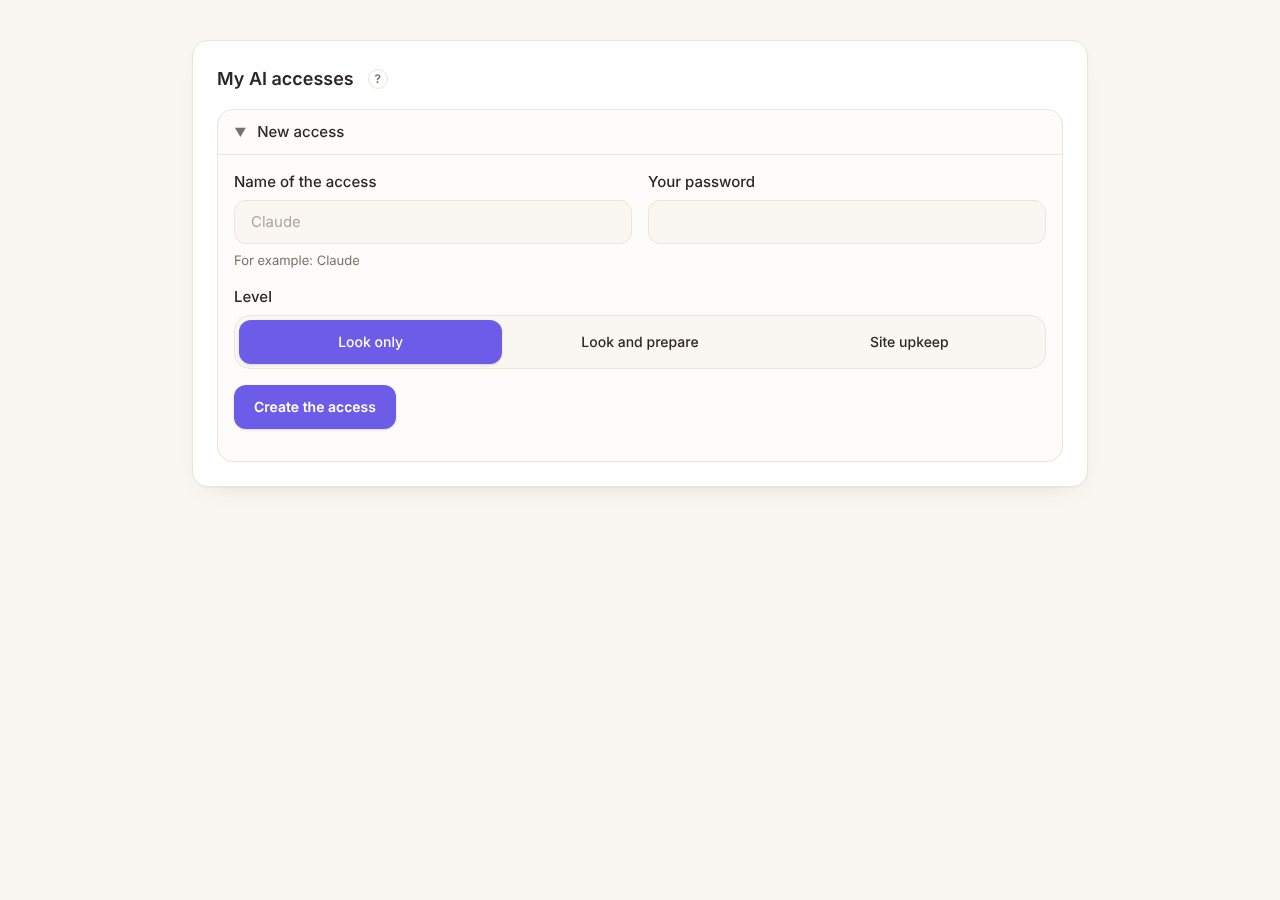 My AI accesses ?
▼ New access
Name of the access
Your password
Claude
For example: Claude
Level
Look only
Look and prepare
Site upkeep
Create the access